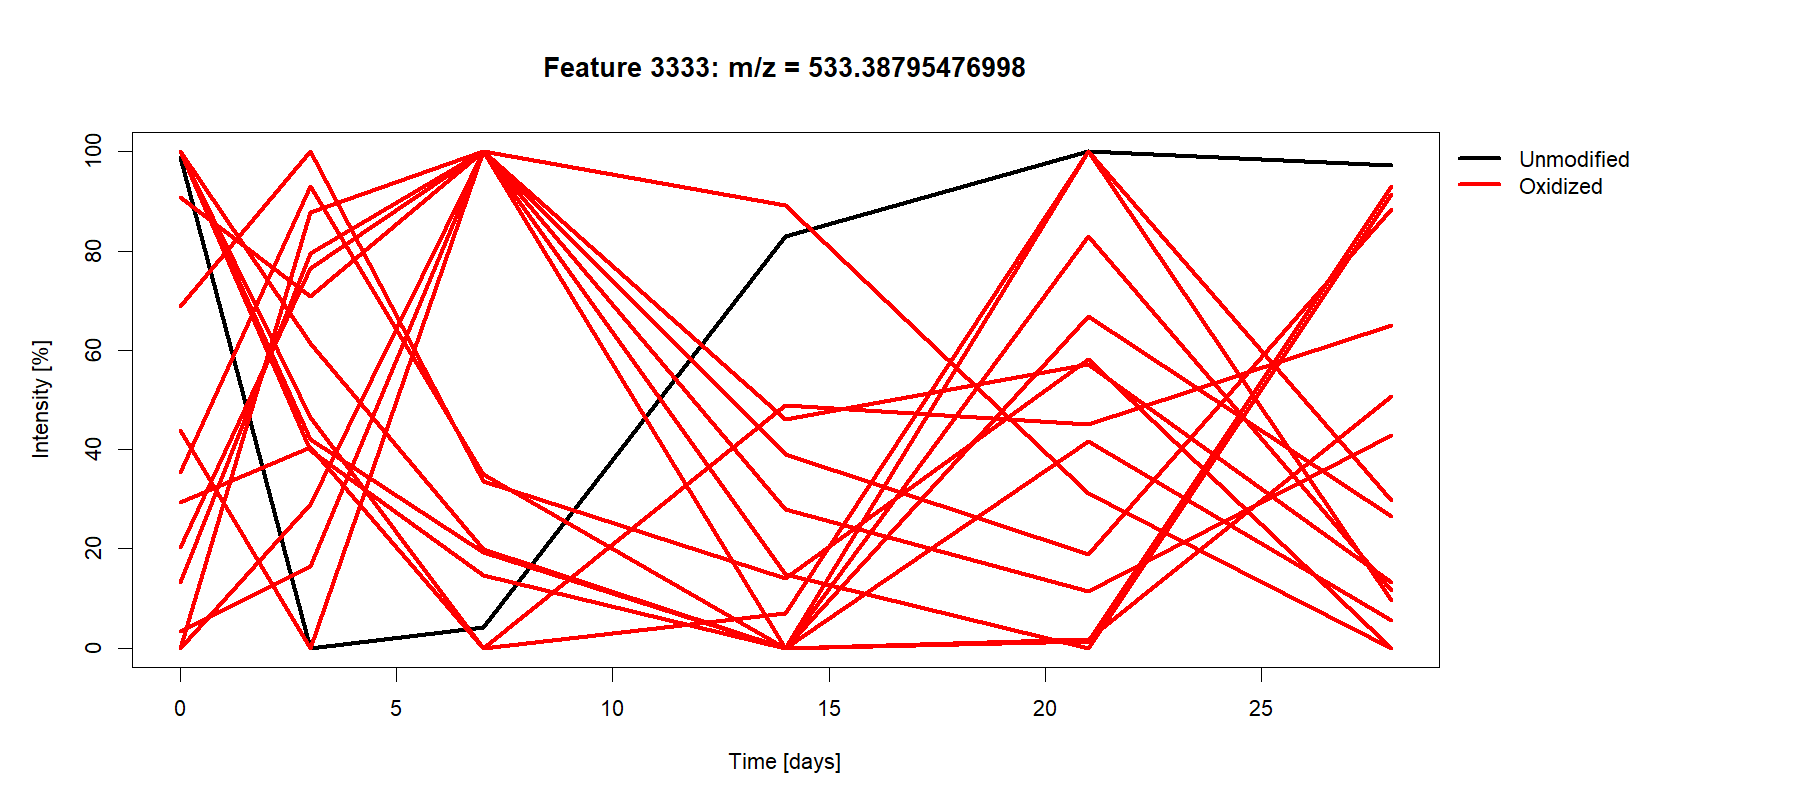 Feature 3333: m/z = 533.38795476998
Unmodified
Oxidized
Intensity [%]
100
80
60
40
20
0
0 5 10 15 20 25
Time [days]